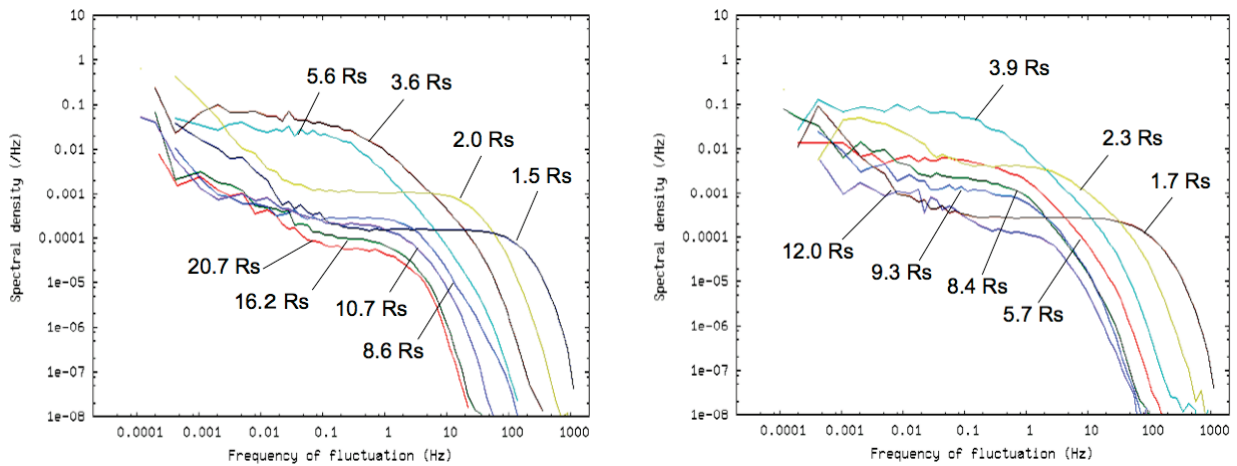 10
1
0.1
0.01
0.001
0.0001
1e-05
1e-06
1e-07
1e-08
Spectral density (/Hz)
5.6 Rs
3.6 Rs
2.0 Rs
1.5 Rs
20.7 Rs
16.2 Rs
10.7 Rs
8.6 Rs
0.0001 0.001 0.01 0.1 1 10 100 1000
Frequency of fluctuation (Hz)
10
1
0.1
0.01
0.001
0.0001
1e-05
1e-06
1e-07
1e-08
Spectral density (/Hz)
3.9 Rs
2.3 Rs
1.7 Rs
12.0 Rs
9.3 Rs
8.4 Rs
5.7 Rs
0.0001 0.001 0.01 0.1 1 10 100 1000
Frequency of fluctuation (Hz)